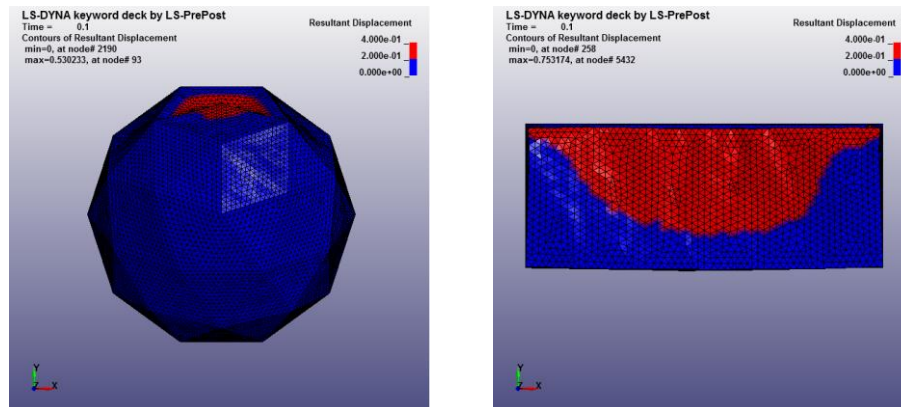 LS-DYNA keyword deck by LS-PrePost
Time = 0.1
Contours of Resultant Displacement
min=0, at node# 2190
max=0.530233, at node# 93
Resultant Displacement
4.000e-01
2.000e-01
0.000e+00
Y
Z X
LS-DYNA keyword deck by LS-PrePost
Time = 0.1
Contours of Resultant Displacement
min=0, at node# 258
max=0.753174, at node# 5432
Resultant Displacement
4.000e-01
2.000e-01
0.000e+00
Y
Z X